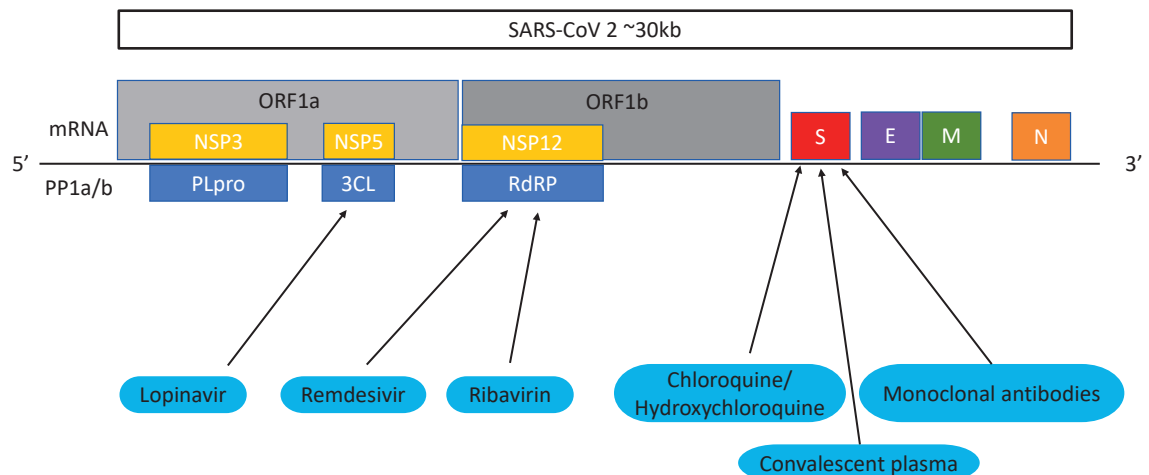 SARS-CoV 2 ~30kb
ORF1a
ORF1b
mRNA
NSP3
NSP5
NSP12
S
E
M
N
5’
3’
PP1a/b
PLpro
3CL
RdRP
Lopinavir
Remdesivir
Ribavirin
Chloroquine/
Hydroxychloroquine
Monoclonal antibodies
Convalescent plasma